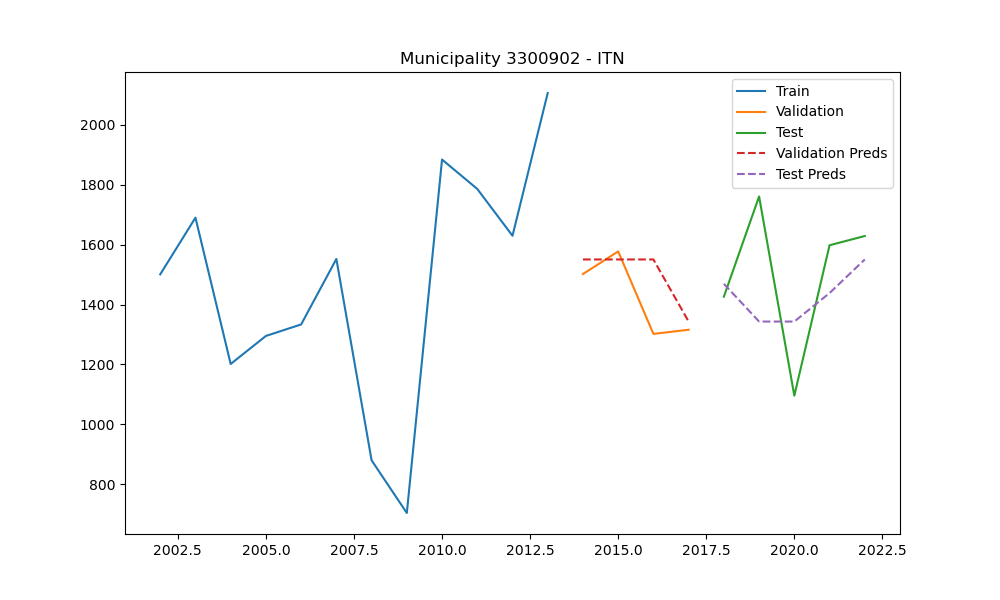 Municipality 3300902 - ITN
Train
Validation
Test
Validation Preds
Test Preds
2000
1800
1600
1400
1200
1000
800
2002.5 2005.0 2007.5 2010.0 2012.5 2015.0 2017.5 2020.0 2022.5